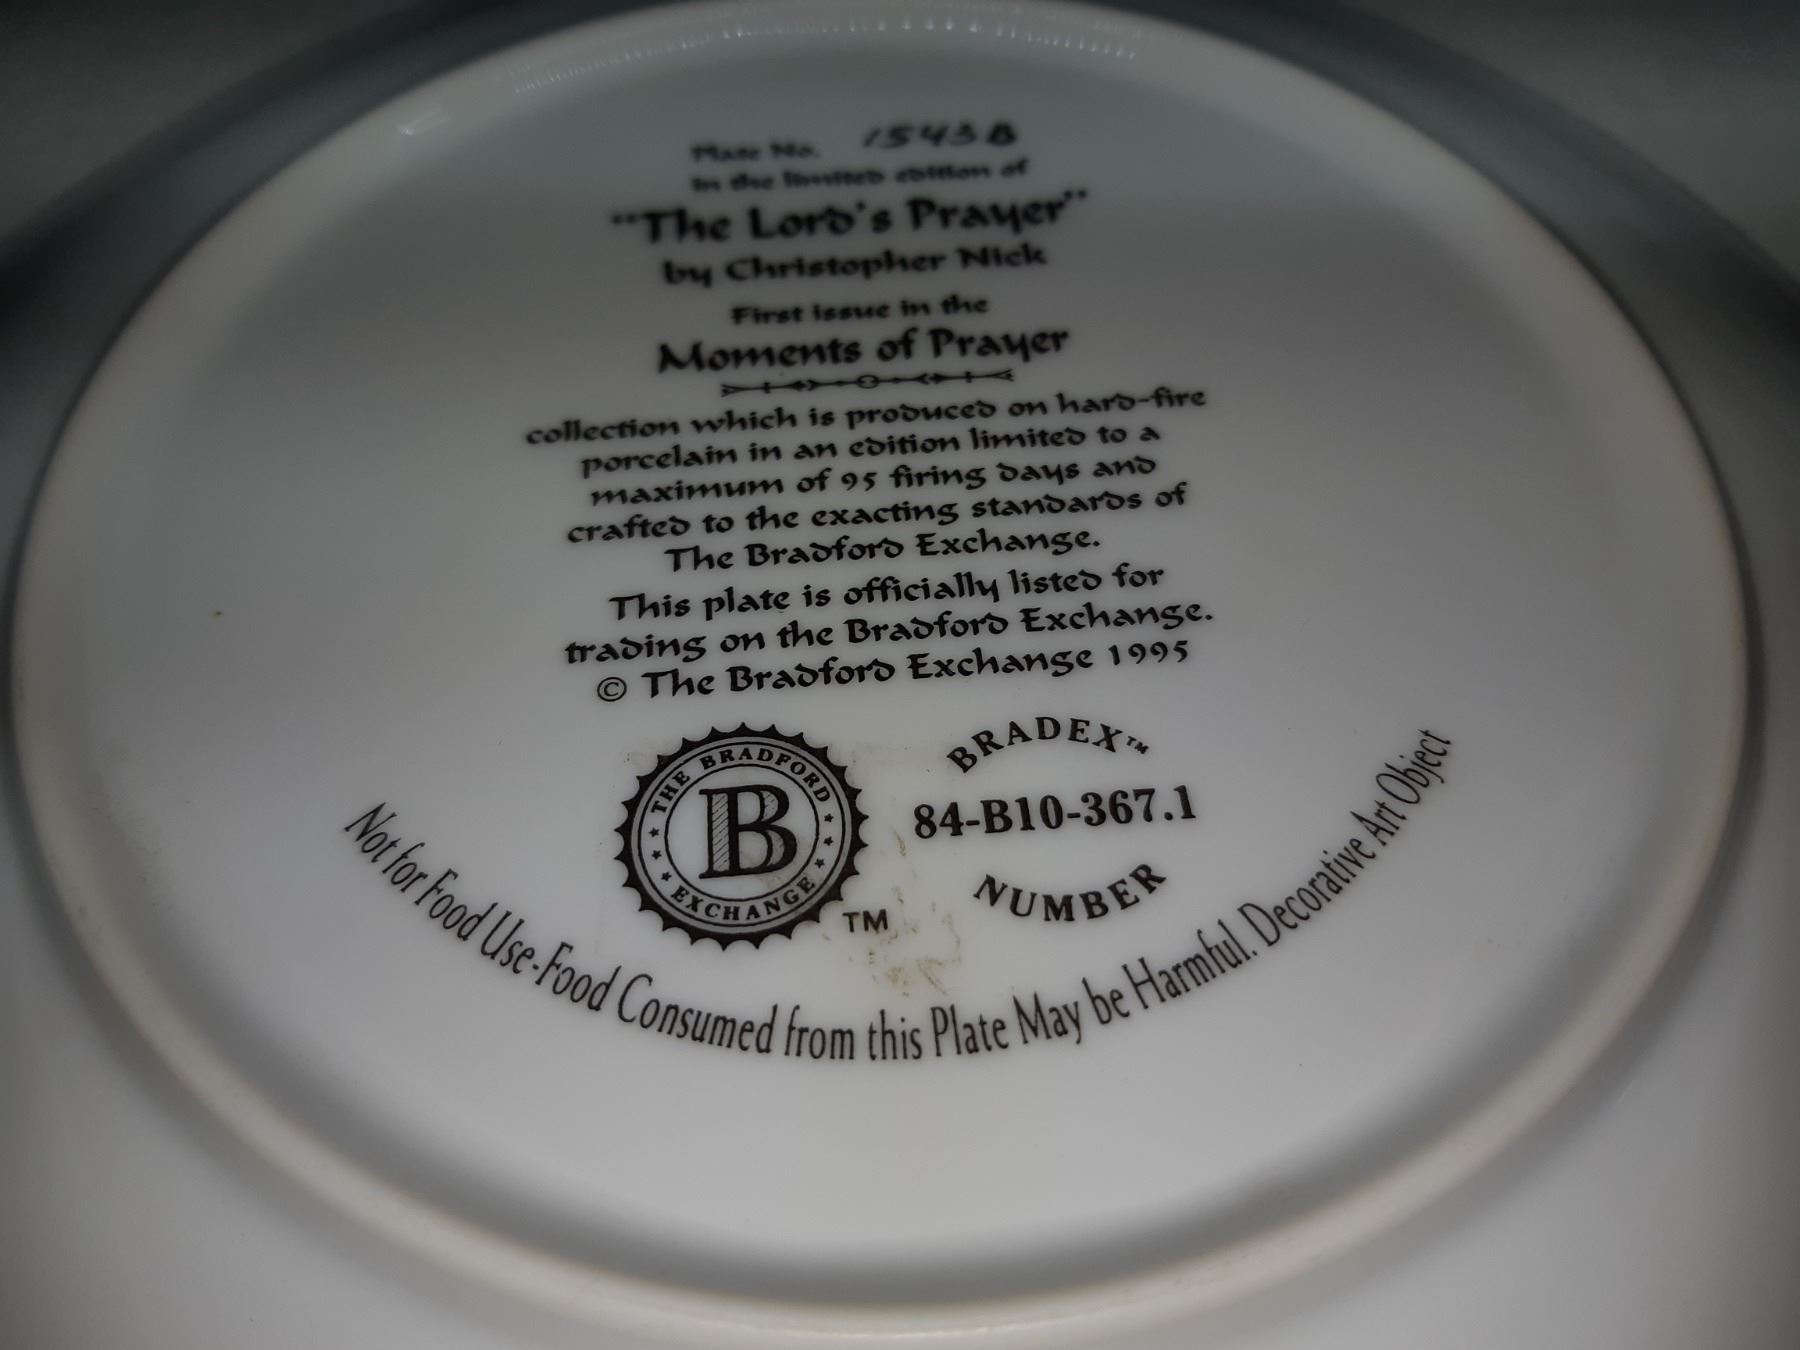 Plate No. 1543B
in the limited edition of
"The Lord's Prayer"
by Christopher Nick
First issue in the
Moments of Prayer
collection which is produced on hard-fire
porcelain in an edition limited to a
maximum of 95 firing days and
crafted to the exacting standards of
The Bradford Exchange.
This plate is officially listed for
trading on the Bradford Exchange.
© The Bradford Exchange 1995
THE BRADFORD
B
EXCHANGE
TM
BRADEX™
84-B10-367.1
NUMBER
Not for Food Use-Food Consumed from this Plate May be Harmful. Decorative Art Object